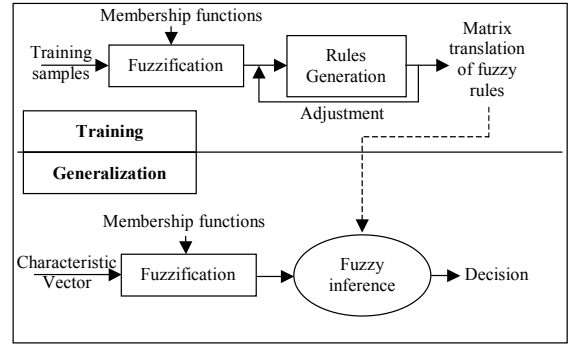 Membership functions
Training
samples
Fuzzification
Rules
Generation
Matrix
translation
of fuzzy
rules
Adjustment
Training
Generalization
Membership functions
Characteristic
Vector
Fuzzification
Fuzzy
inference
Decision